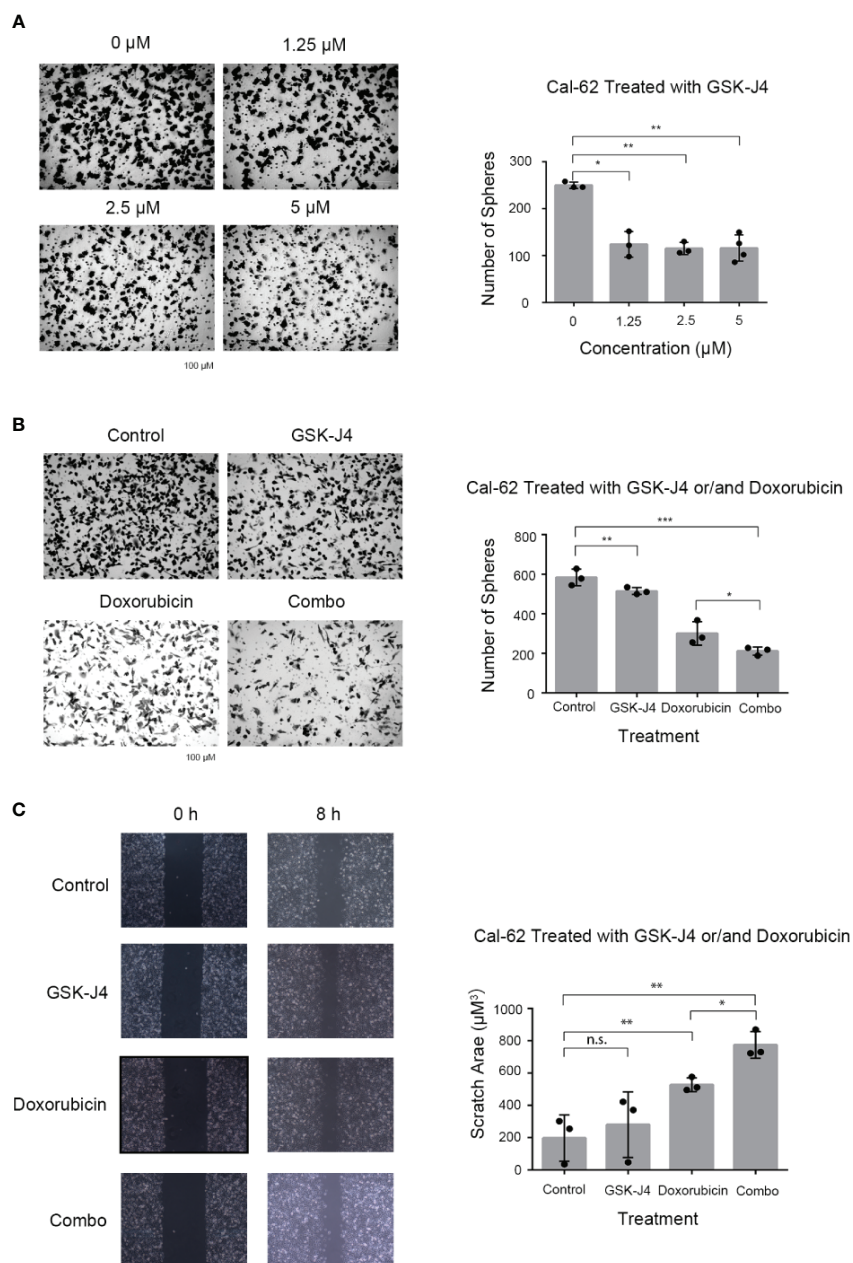 A
0 µM
1.25 µM
2.5 µM
5 µM
100 µM
Cal-62 Treated with GSK-J4
**
**
*
300
200
100
0
Number of Spheres
0
1.25
2.5
5
Concentration (µM)
B
Control
GSK-J4
Doxorubicin
Combo
100 µM
Cal-62 Treated with GSK-J4 or/and Doxorubicin
***
**
*
800
600
400
200
0
Number of Spheres
Control
GSK-J4
Doxorubicin
Combo
Treatment
C
0 h
8 h
Control
GSK-J4
Doxorubicin
Combo
Cal-62 Treated with GSK-J4 or/and Doxorubicin
**
*
**
n.s.
1000
800
600
400
200
0
Scratch Arae (µM³)
Control
GSK-J4
Doxorubicin
Combo
Treatment